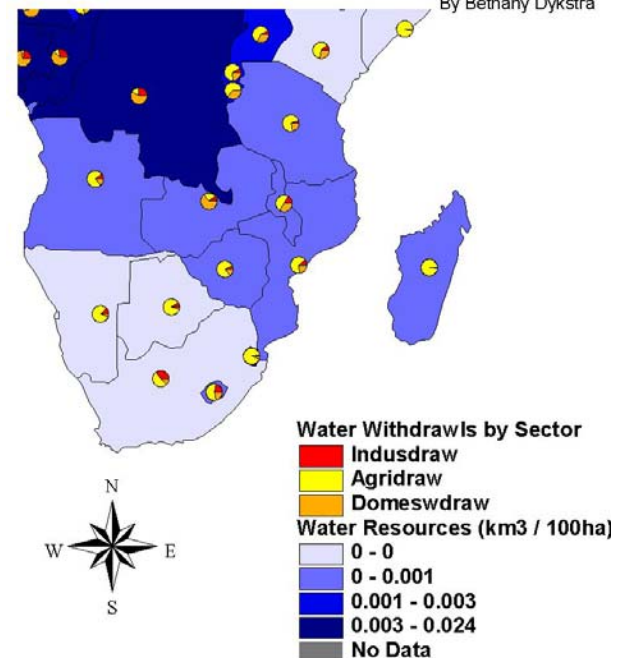 By Bethany Dykstra
Water Withdrawls by Sector
Indusdraw
Agridraw
Domeswdraw
Water Resources (km3 / 100ha)
0 - 0
0 - 0.001
0.001 - 0.003
0.003 - 0.024
No Data
N
W E
S